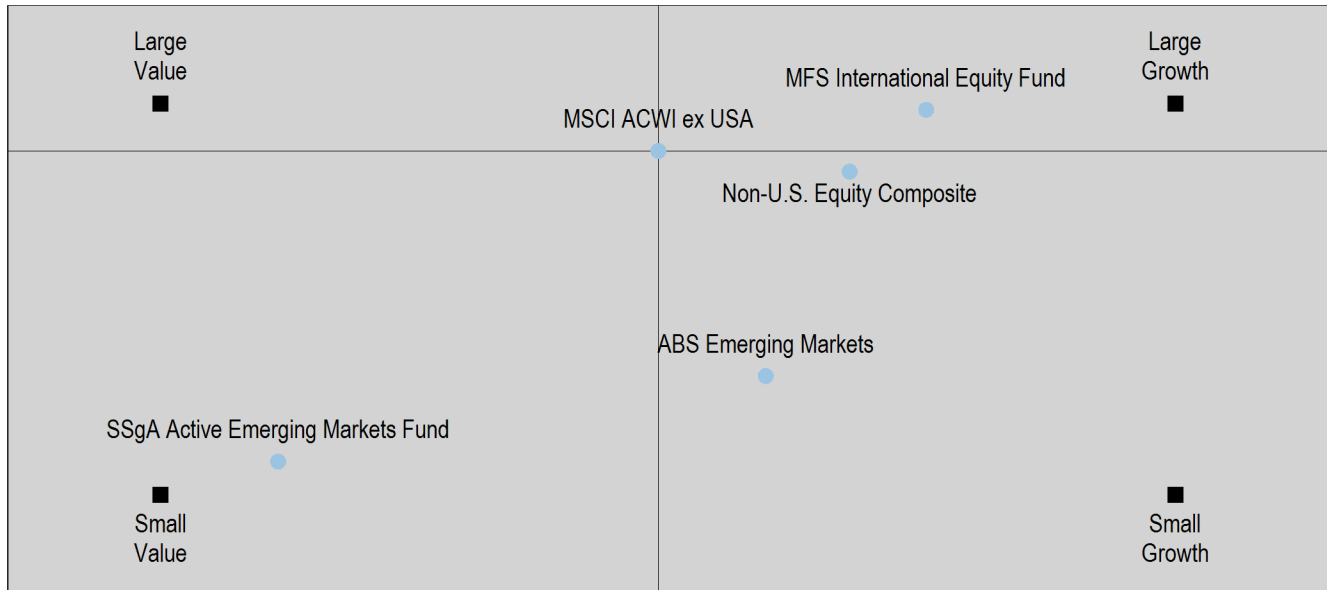 Large
Value
Large
Growth
MFS International Equity Fund
MSCI ACWI ex USA
Non-U.S. Equity Composite
ABS Emerging Markets
SSgA Active Emerging Markets Fund
Small
Value
Small
Growth